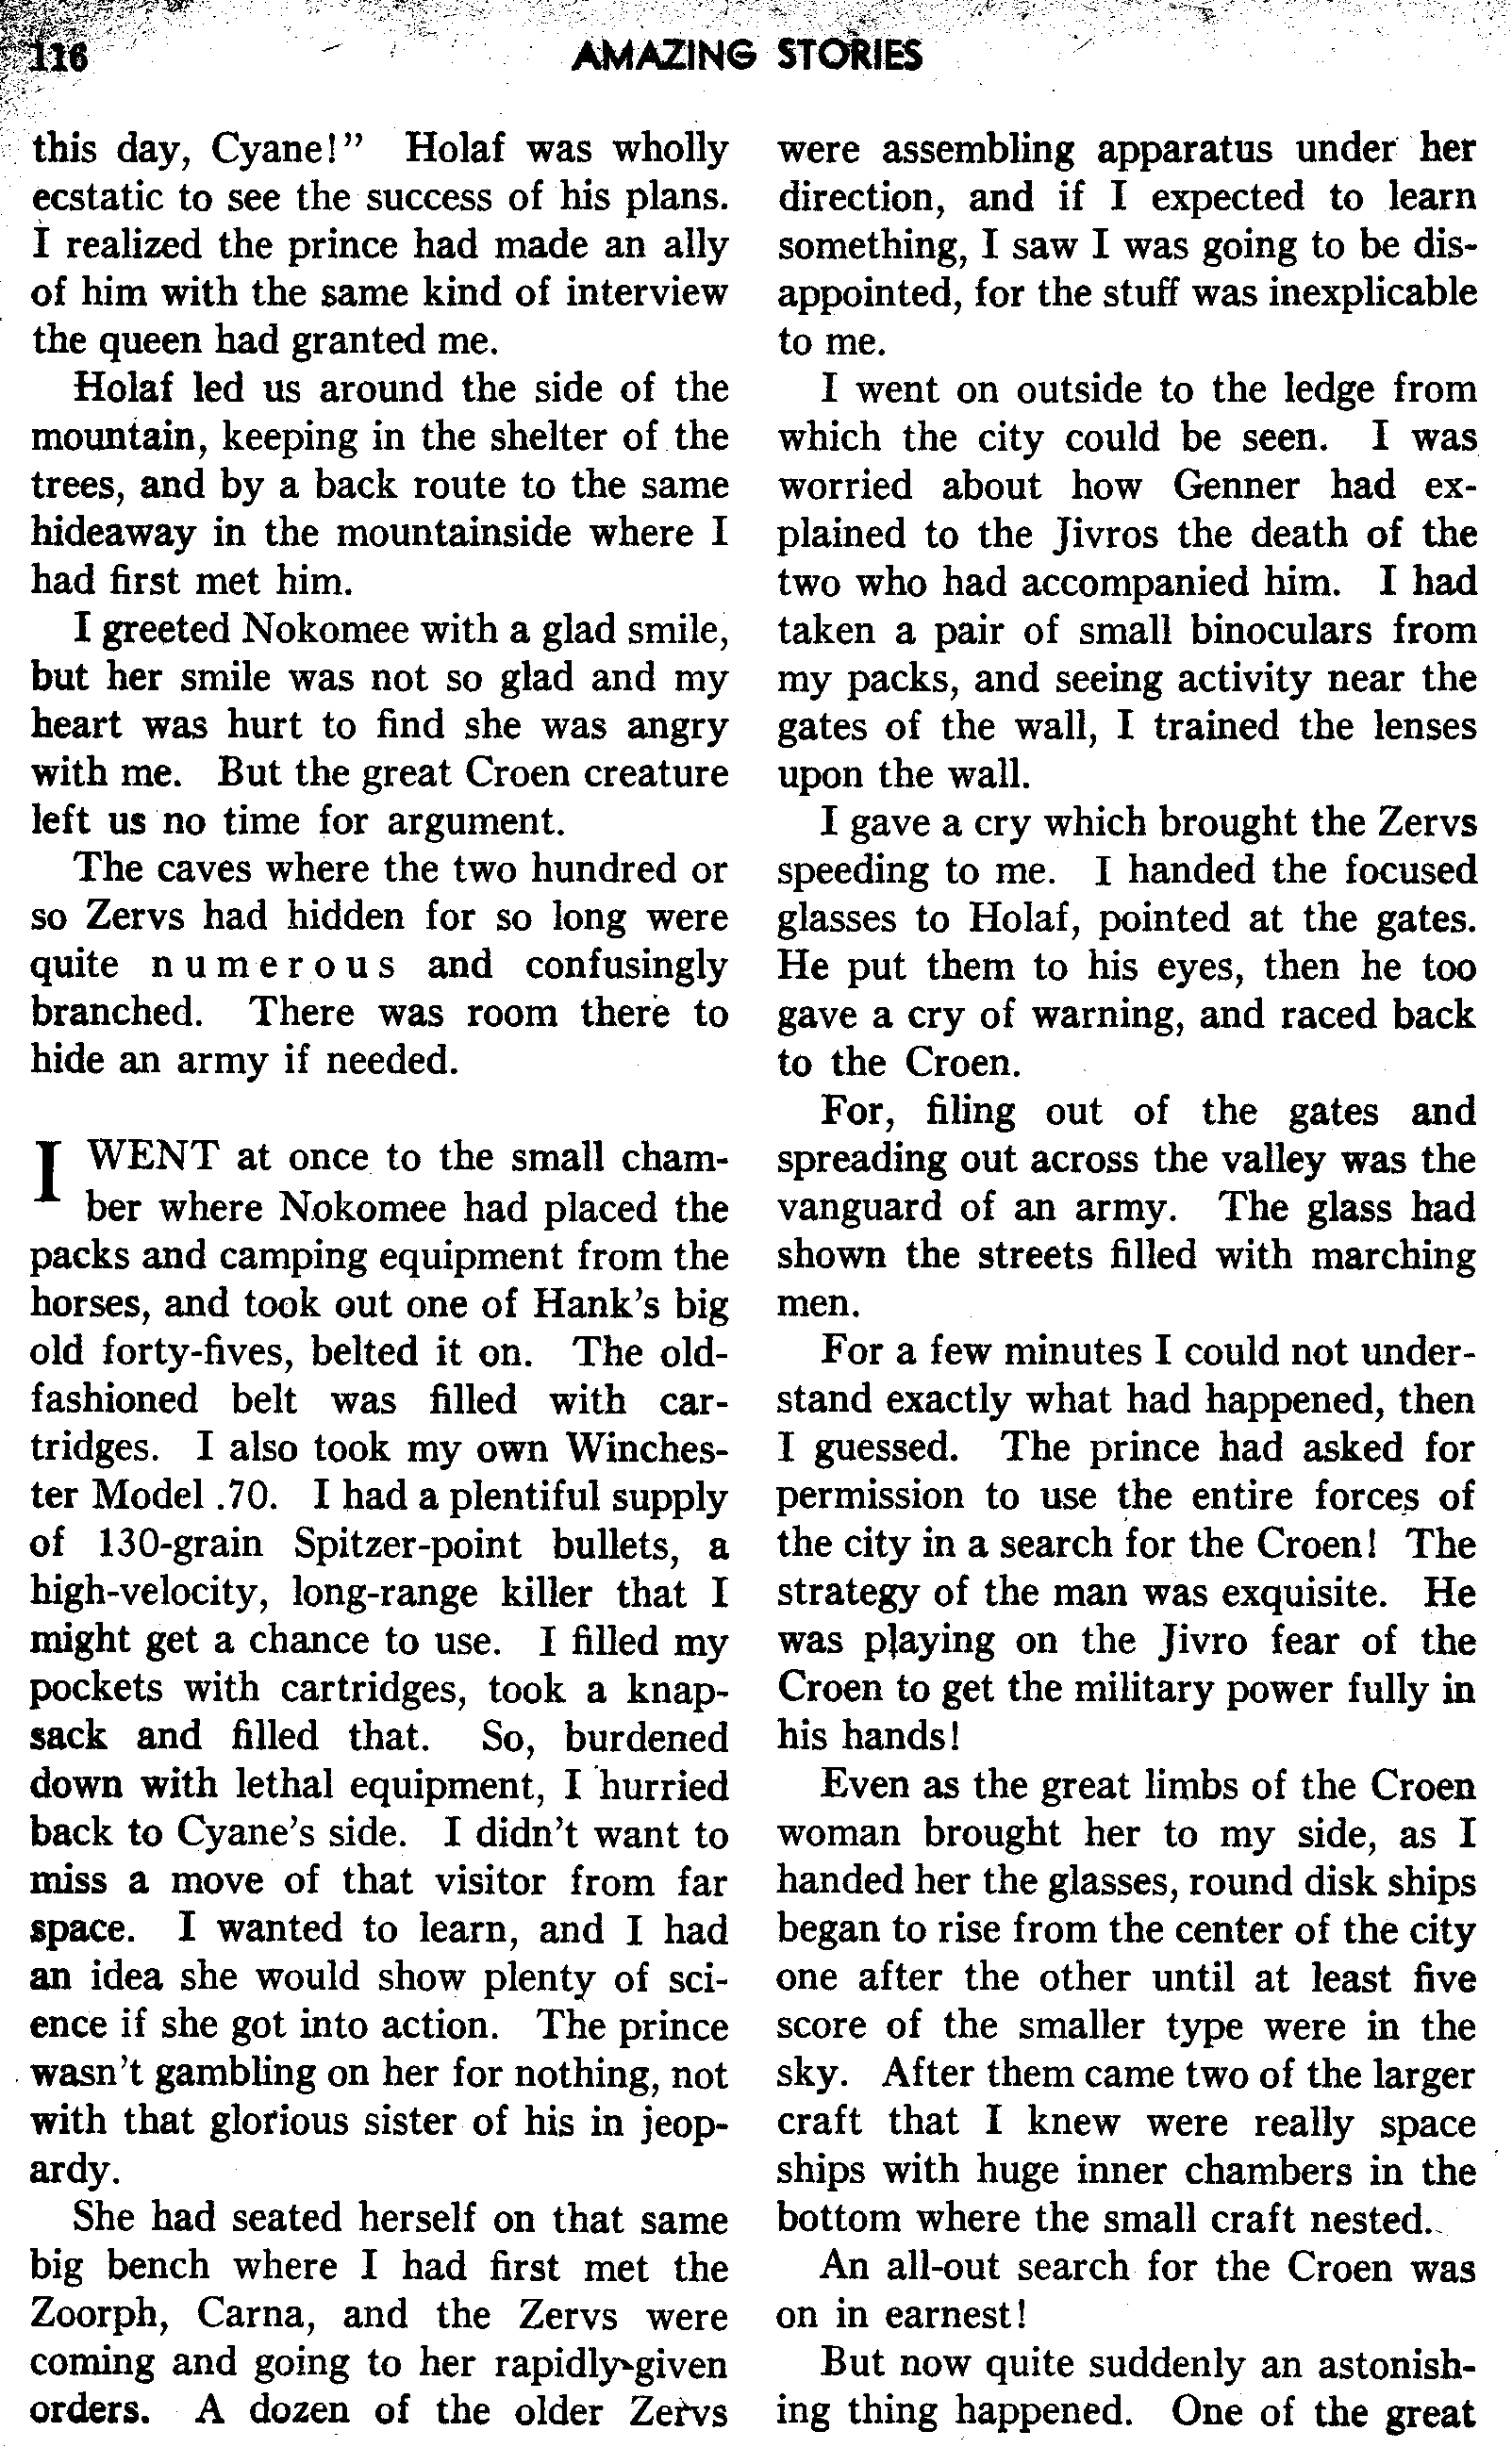 116
AMAZING STORIES
this day, Cyane!" Holaf was wholly
ecstatic to see the success of his plans.
I realized the prince had made an ally
of him with the same kind of interview
the queen had granted me.
Holaf led us around the side of the
mountain, keeping in the shelter of the
trees, and by a back route to the same
hideaway in the mountainside where I
had first met him.
I greeted Nokomee with a glad smile,
but her smile was not so glad and my
heart was hurt to find she was angry
with me. But the great Croen creature
left us no time for argument.
The caves where the two hundred or
so Zervs had hidden for so long were
quite numerous and confusingly
branched. There was room there to
hide an army if needed.
I WENT at once to the small cham-
ber where Nokomee had placed the
packs and camping equipment from the
horses, and took out one of Hank's big
old forty-fives, belted it on. The old-
fashioned belt was filled with car-
tridges. I also took my own Winches-
ter Model .70. I had a plentiful supply
of 130-grain Spitzer-point bullets, a
high-velocity, long-range killer that I
might get a chance to use. I filled my
pockets with cartridges, took a knap-
sack and filled that. So, burdened
down with lethal equipment, I hurried
back to Cyane's side. I didn't want to
miss a move of that visitor from far
space. I wanted to learn, and I had
an idea she would show plenty of sci-
ence if she got into action. The prince
wasn't gambling on her for nothing, not
with that glorious sister of his in jeop-
ardy.
She had seated herself on that same
big bench where I had first met the
Zoorph, Carna, and the Zervs were
coming and going to her rapidly-given
orders. A dozen of the older Zervs
were assembling apparatus under her
direction, and if I expected to learn
something, I saw I was going to be dis-
appointed, for the stuff was inexplicable
to me.
I went on outside to the ledge from
which the city could be seen. I was
worried about how Genner had ex-
plained to the Jivros the death of the
two who had accompanied him. I had
taken a pair of small binoculars from
my packs, and seeing activity near the
gates of the wall, I trained the lenses
upon the wall.
I gave a cry which brought the Zervs
speeding to me. I handed the focused
glasses to Holaf, pointed at the gates.
He put them to his eyes, then he too
gave a cry of warning, and raced back
to the Croen.
For, filing out of the gates and
spreading out across the valley was the
vanguard of an army. The glass had
shown the streets filled with marching
men.
For a few minutes I could not under-
stand exactly what had happened, then
I guessed. The prince had asked for
permission to use the entire forces of
the city in a search for the Croen! The
strategy of the man was exquisite. He
was playing on the Jivro fear of the
Croen to get the military power fully in
his hands!
Even as the great limbs of the Croen
woman brought her to my side, as I
handed her the glasses, round disk ships
began to rise from the center of the city
one after the other until at least five
score of the smaller type were in the
sky. After them came two of the larger
craft that I knew were really space
ships with huge inner chambers in the
bottom where the small craft nested.
An all-out search for the Croen was
on in earnest!
But now quite suddenly an astonish-
ing thing happened. One of the great